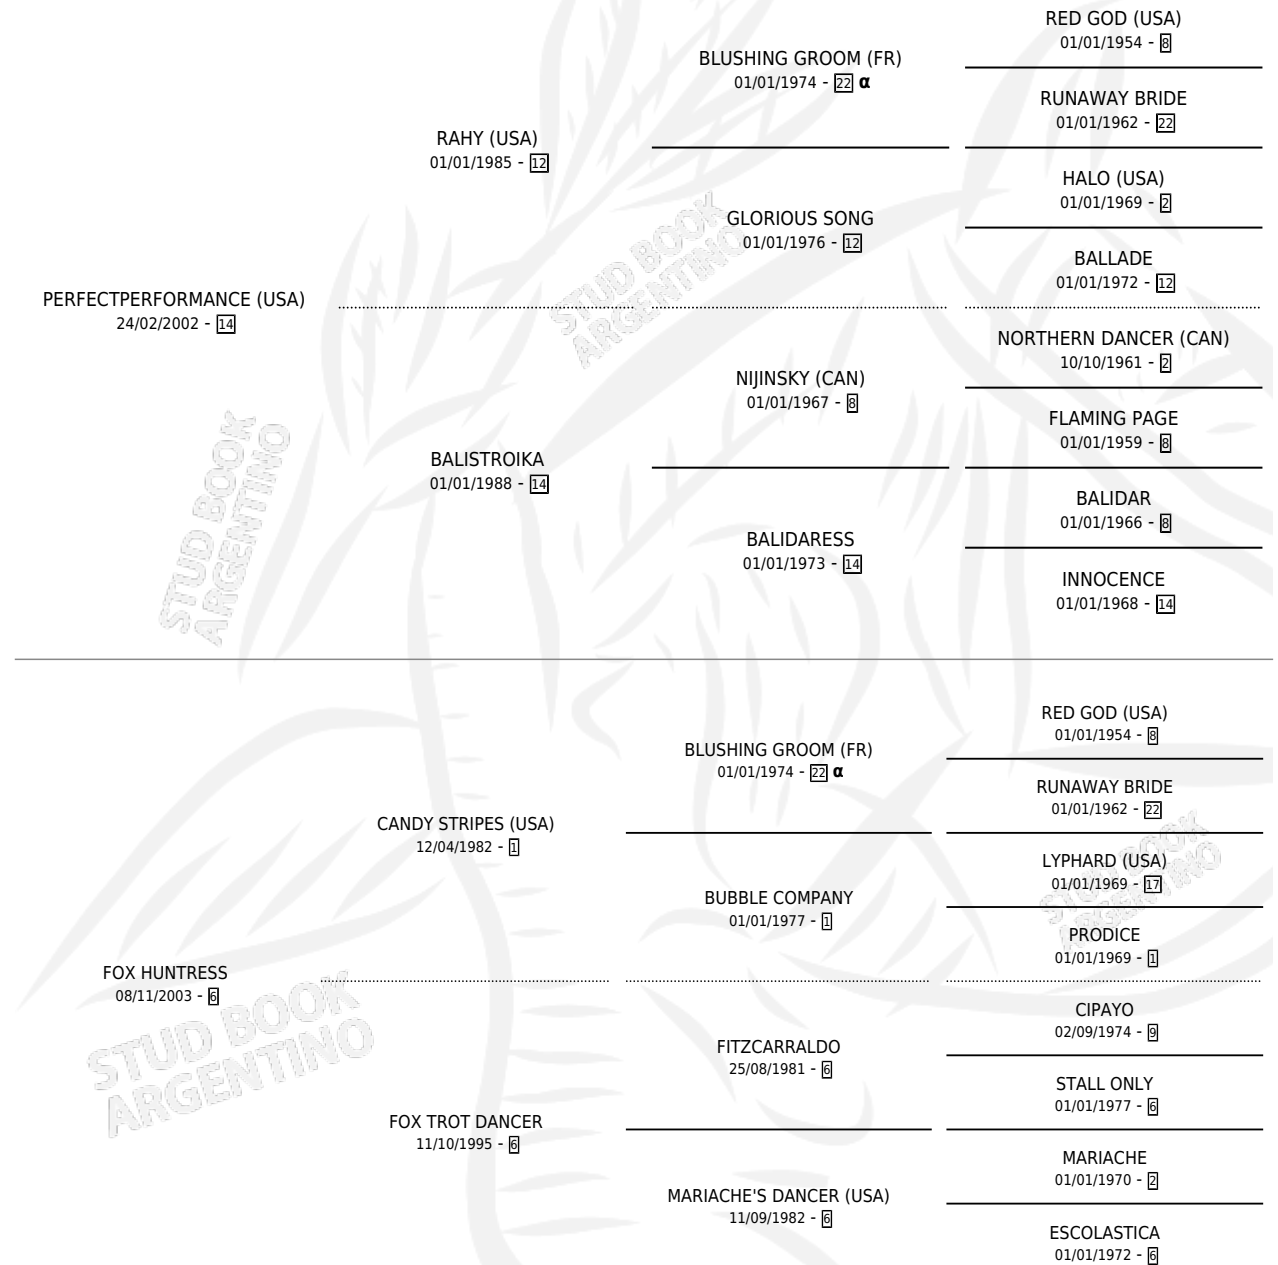 RED GOD (USA)
01/01/1954 - 8
BLUSHING GROOM (FR)
01/01/1974 - 22 α
RUNAWAY BRIDE
01/01/1962 - 22
RAHY (USA)
01/01/1985 - 12
HALO (USA)
01/01/1969 - 2
GLORIOUS SONG
01/01/1976 - 12
BALLADE
01/01/1972 - 12
PERFECTPERFORMANCE (USA)
24/02/2002 - 14
NORTHERN DANCER (CAN)
10/10/1961 - 2
NIJINSKY (CAN)
01/01/1967 - 8
FLAMING PAGE
01/01/1959 - 8
BALISTROIKA
01/01/1988 - 14
BALIDAR
01/01/1966 - 8
BALIDARESS
01/01/1973 - 14
INNOCENCE
01/01/1968 - 14
RED GOD (USA)
01/01/1954 - 8
BLUSHING GROOM (FR)
01/01/1974 - 22 α
RUNAWAY BRIDE
01/01/1962 - 22
CANDY STRIPES (USA)
12/04/1982 - 1
LYPHARD (USA)
01/01/1969 - 17
BUBBLE COMPANY
01/01/1977 - 1
PRODICE
01/01/1969 - 1
FOX HUNTRESS
08/11/2003 - 6
CIPAYO
02/09/1974 - 9
FITZCARRALDO
25/08/1981 - 6
STALL ONLY
01/01/1977 - 6
FOX TROT DANCER
11/10/1995 - 6
MARIACHE
01/01/1970 - 2
MARIACHE'S DANCER (USA)
11/09/1982 - 6
ESCOLASTICA
01/01/1972 - 6
STUD BOOK
ARGENTINO
STUD BOOK
ARGENTINO
STUD BOOK
ARGENTINO
STUD BOOK
ARGENTINO